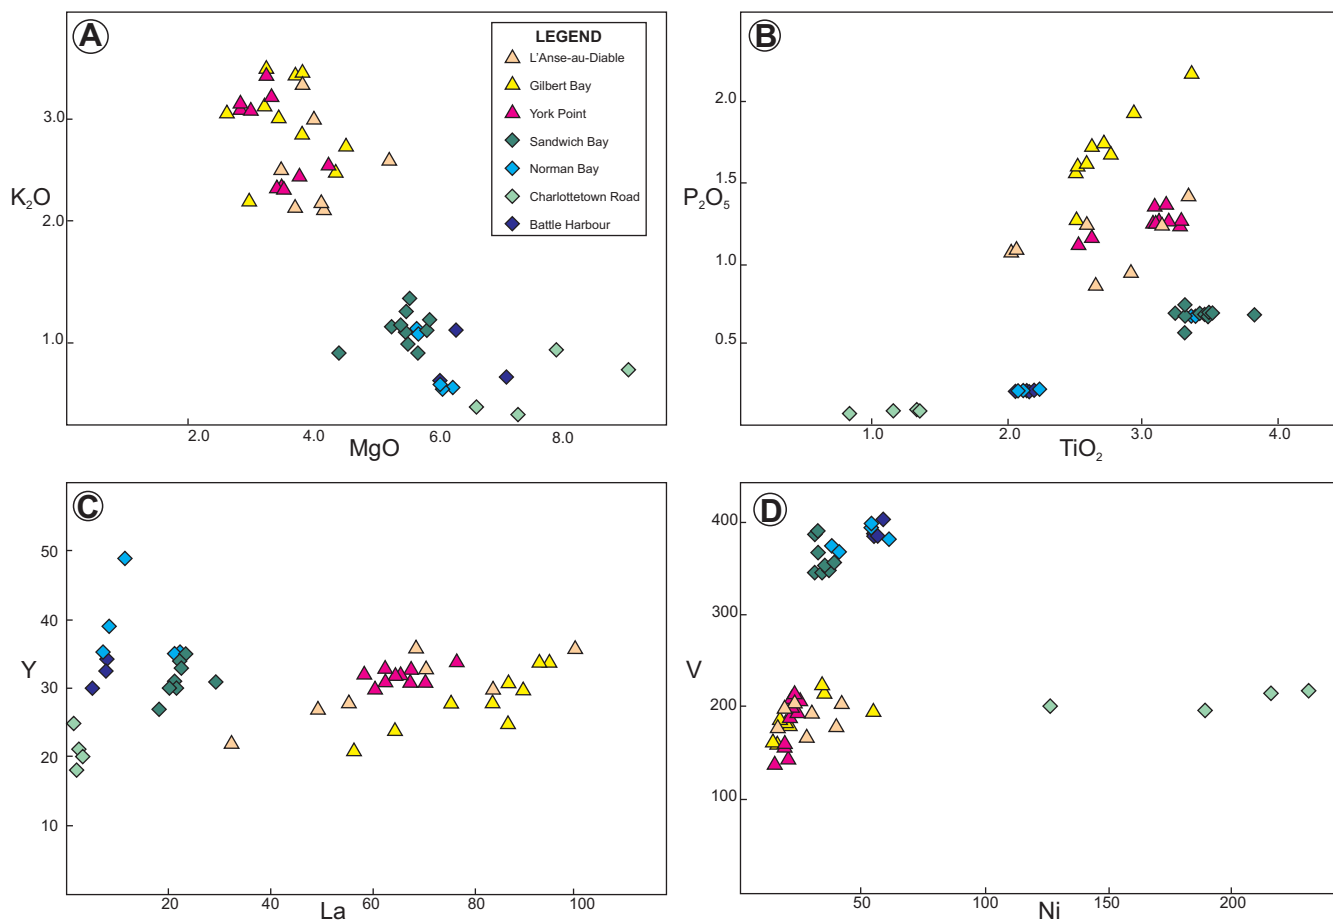 A
LEGEND
L'Anse-au-Diable
Gilbert Bay
York Point
Sandwich Bay
Norman Bay
Charlottetown Road
Battle Harbour
3.0
K₂O
2.0
1.0
2.0 4.0 6.0 8.0
MgO
B
2.0
1.5
P₂O₅
1.0
0.5
1.0 2.0 3.0 4.0
TiO₂
C
50
40
Y
30
20
10
20 40 60 80 100
La
D
400
300
V
200
100
50 100 150 200
Ni